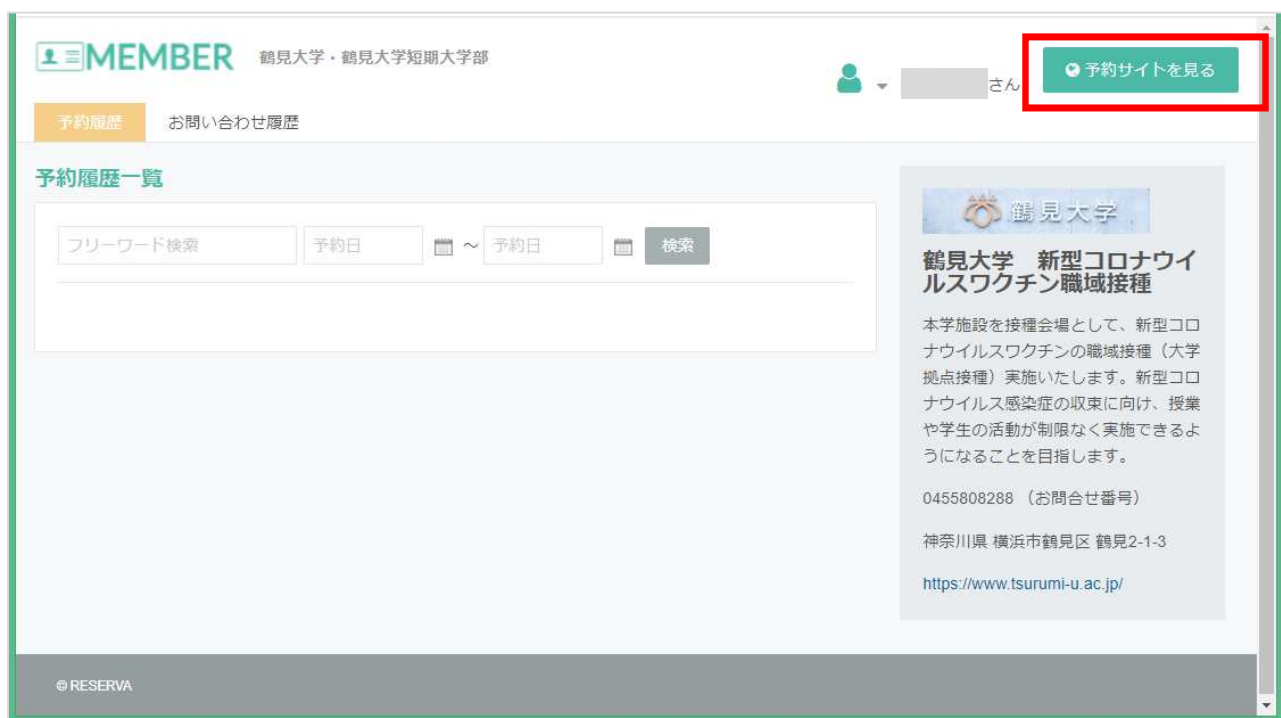 MEMBER 鶴見大学・鶴見大学短期大学部
さん
予約サイトを見る
予約履歴 お問い合わせ履歴
予約履歴一覧
フリーワード検索 予約日 ～ 予約日 検索
鶴見大学
鶴見大学　新型コロナウイ
ルスワクチン職域接種
本学施設を接種会場として、新型コロ
ナウイルスワクチンの職域接種（大学
拠点接種）実施いたします。新型コロ
ナウイルス感染症の収束に向け、授業
や学生の活動が制限なく実施できるよ
うになることを目指します。
0455808288 （お問合せ番号）
神奈川県 横浜市鶴見区 鶴見2-1-3
https://www.tsurumi-u.ac.jp/
© RESERVA